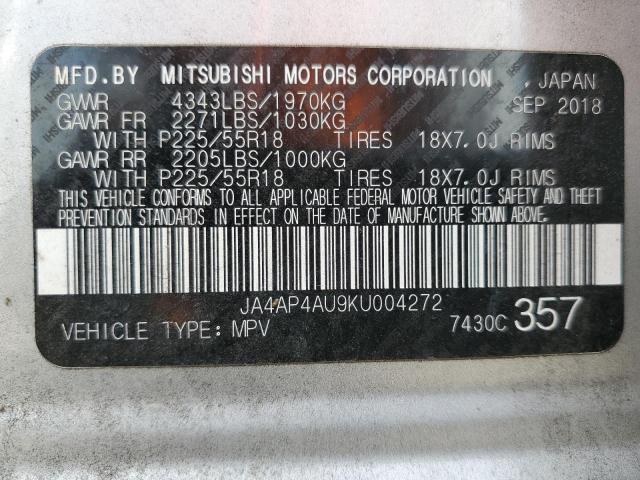 MFD.BY MITSUBISHI MOTORS CORPORATION , JAPAN
GVWR 4343LBS/1970KG SEP 2018
GAWR FR 2271LBS/1030KG
WITH P225/55R18 TIRES 18X7.0J RIMS
GAWR RR 2205LBS/1000KG
WITH P225/55R18 TIRES 18X7.0J RIMS
THIS VEHICLE CONFORMS TO ALL APPLICABLE FEDERAL MOTOR VEHICLE SAFETY AND THEFT
PREVENTION STANDARDS IN EFFECT ON THE DATE OF MANUFACTURE SHOWN ABOVE.
JA4AP4AU9KU004272
VEHICLE TYPE: MPV 7430C 357